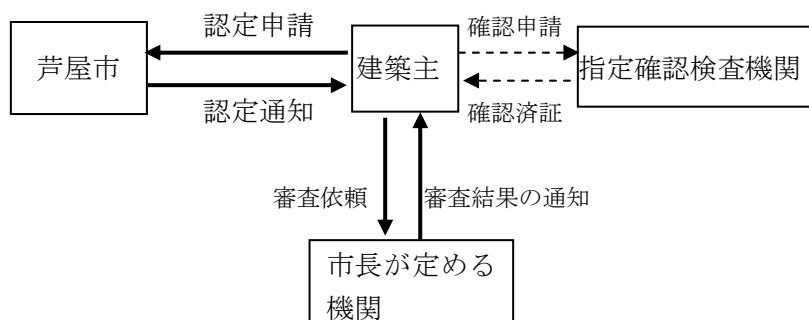 認定申請
確認申請
芦屋市
建築主
指定確認検査機関
認定通知
確認済証
審査依頼
審査結果の通知
市長が定める
機関